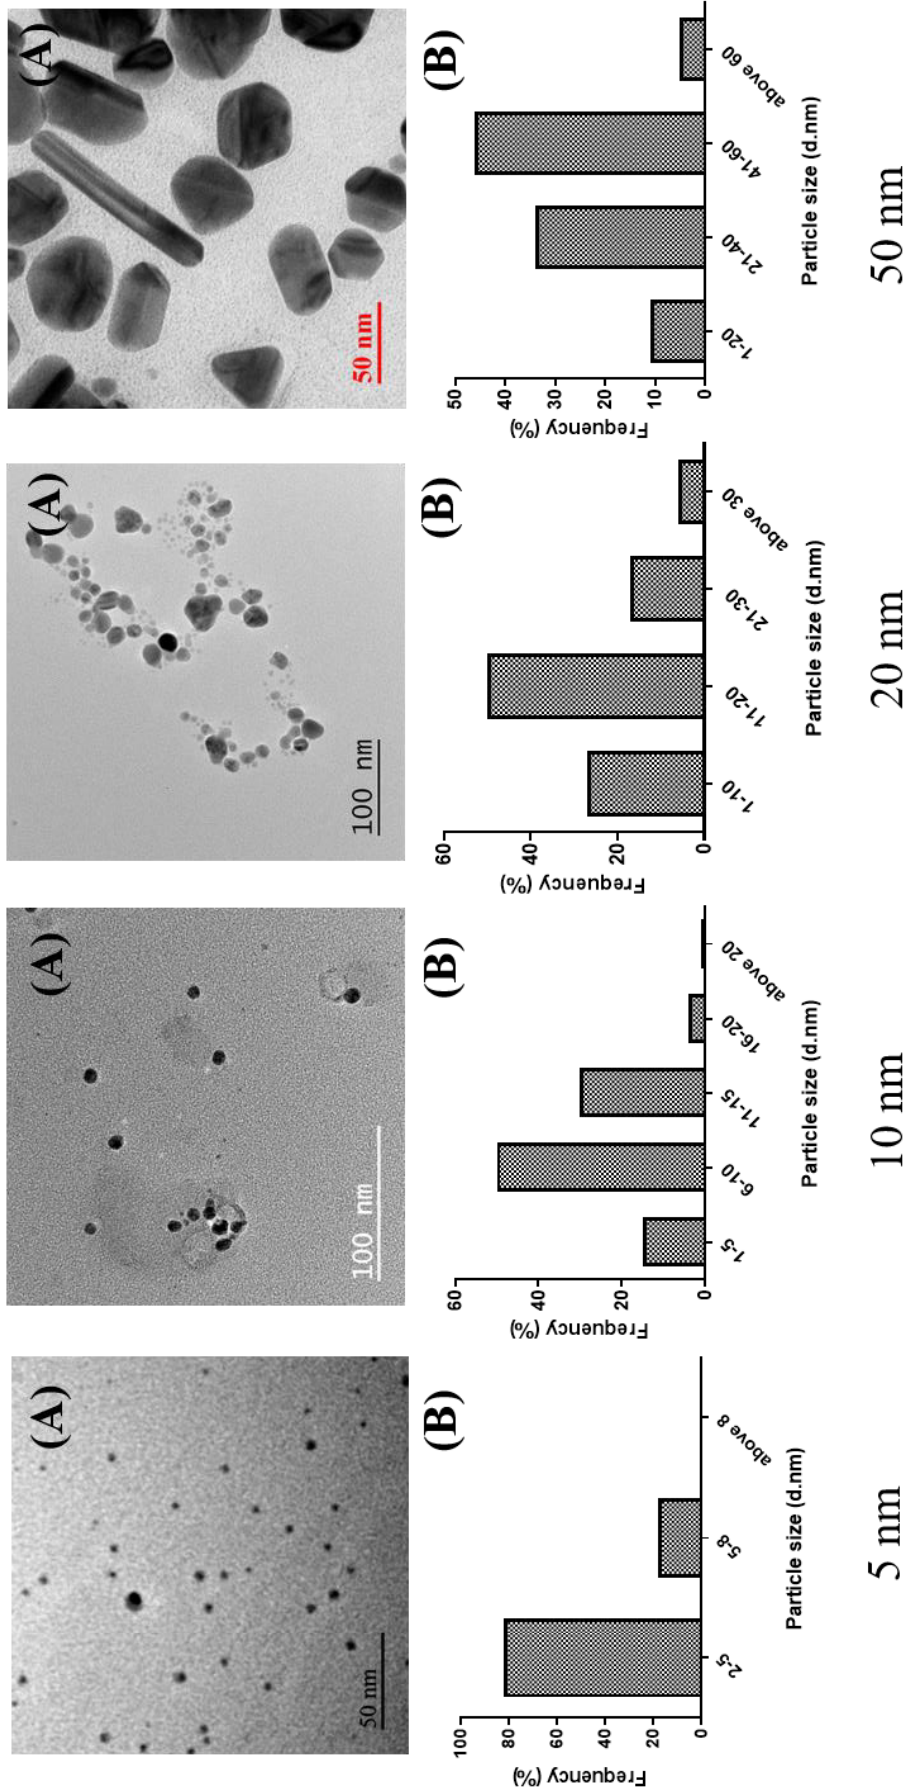 (A)
50 nm
(A)
100 nm
(A)
100 nm
(A)
50 nm
(B)
Frequency (%)
100
80
60
40
20
0
2-5
5-8
above 8
Particle size (d.nm)
5 nm
(B)
Frequency (%)
60
40
20
0
1-5
6-10
11-15
16-20
above 20
Particle size (d.nm)
10 nm
(B)
Frequency (%)
60
40
20
0
1-10
11-20
21-30
above 30
Particle size (d.nm)
20 nm
(B)
Frequency (%)
50
40
30
20
10
0
1-20
21-40
41-60
above 60
Particle size (d.nm)
50 nm